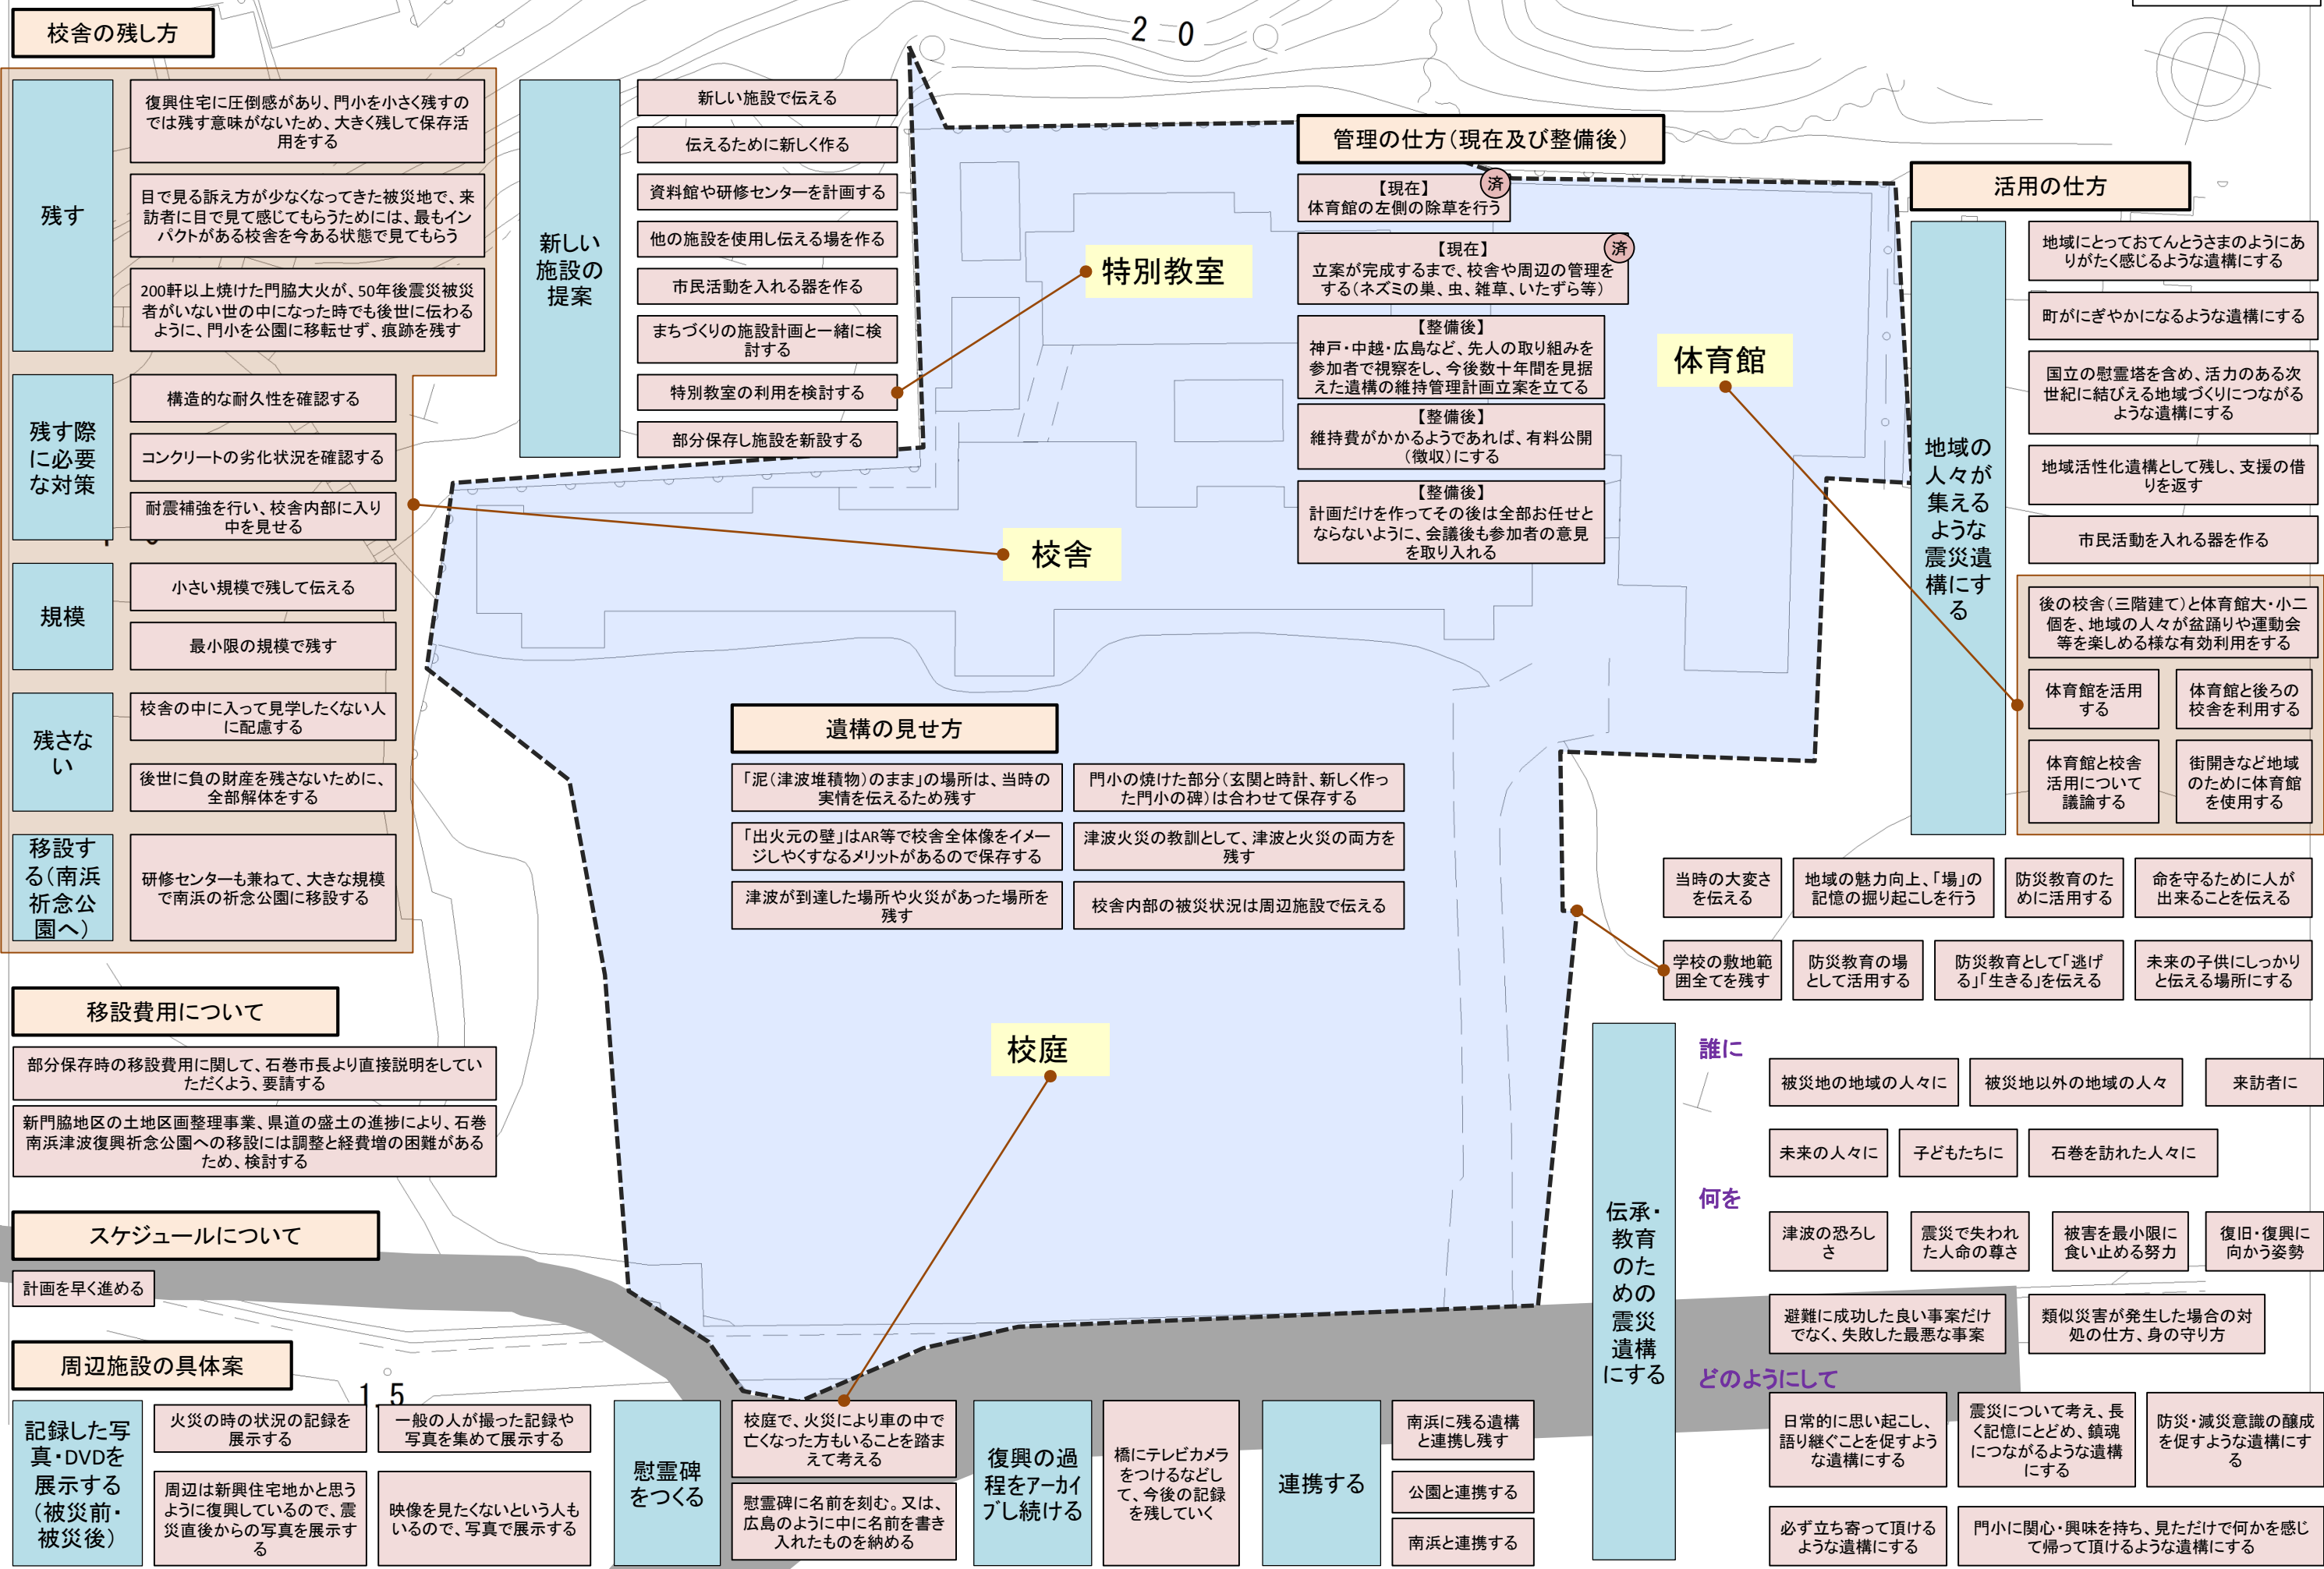 校舎の残し方
残す
復興住宅に圧倒感があり、門小を小さく残すの
では残す意味がないため、大きく残して保存活
用をする
目で見る訴え方が少なくなってきた被災地で、来
訪者に目で見て感じてもらうためには、最もイン
パクトがある校舎を今ある状態で見てもらう
200軒以上焼けた門脇大火が、50年後震災被災
者がいない世の中になった時でも後世に伝わる
ように、門小を公園に移転せず、痕跡を残す
残す際
に必要
な対策
構造的な耐久性を確認する
コンクリートの劣化状況を確認する
耐震補強を行い、校舎内部に入り
中を見せる
規模
小さい規模で残して伝える
最小限の規模で残す
残さな
い
校舎の中に入って見学したくない人
に配慮する
後世に負の財産を残さないために、
全部解体をする
移設す
る(南浜
祈念公
園へ)
研修センターも兼ねて、大きな規模
で南浜の祈念公園に移設する
新しい
施設の
提案
新しい施設で伝える
伝えるために新しく作る
資料館や研修センターを計画する
他の施設を使用し伝える場を作る
市民活動を入れる器を作る
まちづくりの施設計画と一緒に検
討する
特別教室の利用を検討する
部分保存し施設を新設する
20
特別教室
校舎
体育館
校庭
管理の仕方(現在及び整備後)
【現在】
体育館の左側の除草を行う
済
【現在】
立案が完成するまで、校舎や周辺の管理を
する(ネズミの巣、虫、雑草、いたずら等)
済
【整備後】
神戸・中越・広島など、先人の取り組みを
参加者で視察をし、今後数十年間を見据
えた遺構の維持管理計画立案を立てる
【整備後】
維持費がかかるようであれば、有料公開
(徴収)にする
【整備後】
計画だけを作ってその後は全部お任せと
ならないように、会議後も参加者の意見
を取り入れる
活用の仕方
地域の
人々が
集える
ような
震災遺
構にす
る
地域にとっておてんとうさまのようにあ
りがたく感じるような遺構にする
町がにぎやかになるような遺構にする
国立の慰霊塔を含め、活力のある次
世紀に結びえる地域づくりにつながる
ような遺構にする
地域活性化遺構として残し、支援の借
りを返す
市民活動を入れる器を作る
後の校舎(三階建て)と体育館大・小二
個を、地域の人々が盆踊りや運動会
等を楽しめる様な有効利用をする
体育館を活用
する
体育館と後ろの
校舎を利用する
体育館と校舎
活用について
議論する
街開きなど地域
のために体育館
を使用する
遺構の見せ方
「泥(津波堆積物)のまま」の場所は、当時の
実情を伝えるため残す
門小の焼けた部分(玄関と時計、新しく作っ
た門小の碑)は合わせて保存する
「出火元の壁」はAR等で校舎全体像をイメー
ジしやくすなるメリットがあるので保存する
津波火災の教訓として、津波と火災の両方を
残す
津波が到達した場所や火災があった場所を
残す
校舎内部の被災状況は周辺施設で伝える
当時の大変さ
を伝える
地域の魅力向上、「場」の
記憶の掘り起こしを行う
防災教育のた
めに活用する
命を守るために人が
出来ることを伝える
学校の敷地範
囲全てを残す
防災教育の場
として活用する
防災教育として「逃げ
る」「生きる」を伝える
未来の子供にしっかり
と伝える場所にする
伝承・
教育
のた
めの
震災
遺構
にする
誰に
被災地の地域の人々に
被災地以外の地域の人々
来訪者に
未来の人々に
子どもたちに
石巻を訪れた人々に
何を
津波の恐ろし
さ
震災で失われ
た人命の尊さ
被害を最小限に
食い止める努力
復旧・復興に
向かう姿勢
避難に成功した良い事案だけ
でなく、失敗した最悪な事案
類似災害が発生した場合の対
処の仕方、身の守り方
どのようにして
日常的に思い起こし、
語り継ぐことを促すよう
な遺構にする
震災について考え、長
く記憶にとどめ、鎮魂
につながるような遺構
にする
防災・減災意識の醸成
を促すような遺構にす
る
必ず立ち寄って頂ける
ような遺構にする
門小に関心・興味を持ち、見ただけで何かを感じ
て帰って頂けるような遺構にする
移設費用について
部分保存時の移設費用に関して、石巻市長より直接説明をしてい
ただくよう、要請する
新門脇地区の土地区画整理事業、県道の盛土の進捗により、石巻
南浜津波復興祈念公園への移設には調整と経費増の困難がある
ため、検討する
スケジュールについて
計画を早く進める
周辺施設の具体案
15
記録した写
真・DVDを
展示する
(被災前・
被災後)
火災の時の状況の記録を
展示する
一般の人が撮った記録や
写真を集めて展示する
周辺は新興住宅地かと思う
ように復興しているので、震
災直後からの写真を展示す
る
映像を見たくないという人も
いるので、写真で展示する
慰霊碑
をつくる
校庭で、火災により車の中で
亡くなった方もいることを踏ま
えて考える
慰霊碑に名前を刻む。又は、
広島のように中に名前を書き
入れたものを納める
復興の過
程をアーカイ
ブし続ける
橋にテレビカメラ
をつけるなどし
て、今後の記録
を残していく
連携する
南浜に残る遺構
と連携し残す
公園と連携する
南浜と連携する